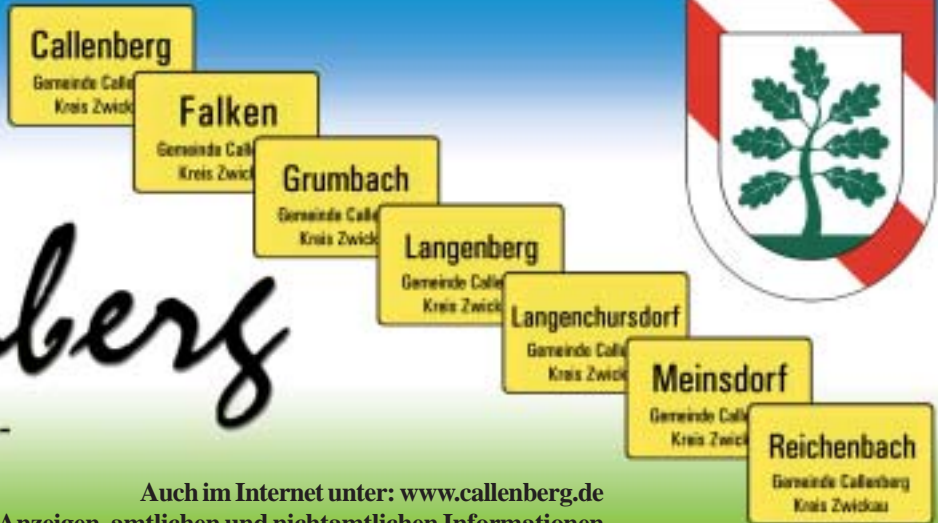 Callenberg
Gemeinde Calle
Kreis Zwick
Falken
Gemeinde Call
Kreis Zwick
Grumbach
Gemeinde Calle
Kreis Zwick
Langenberg
Gemeinde Calle
Kreis Zwick
Langenchursdorf
Gemeinde Calle
Kreis Zwick
Meinsdorf
Gemeinde Calle
Kreis Zwick
Reichenbach
Gemeinde Callenberg
Kreis Zwickau
berg
Auch im Internet unter: www.callenberg.de
Anzeigen, amtlichen und nichtamtlichen Informationen